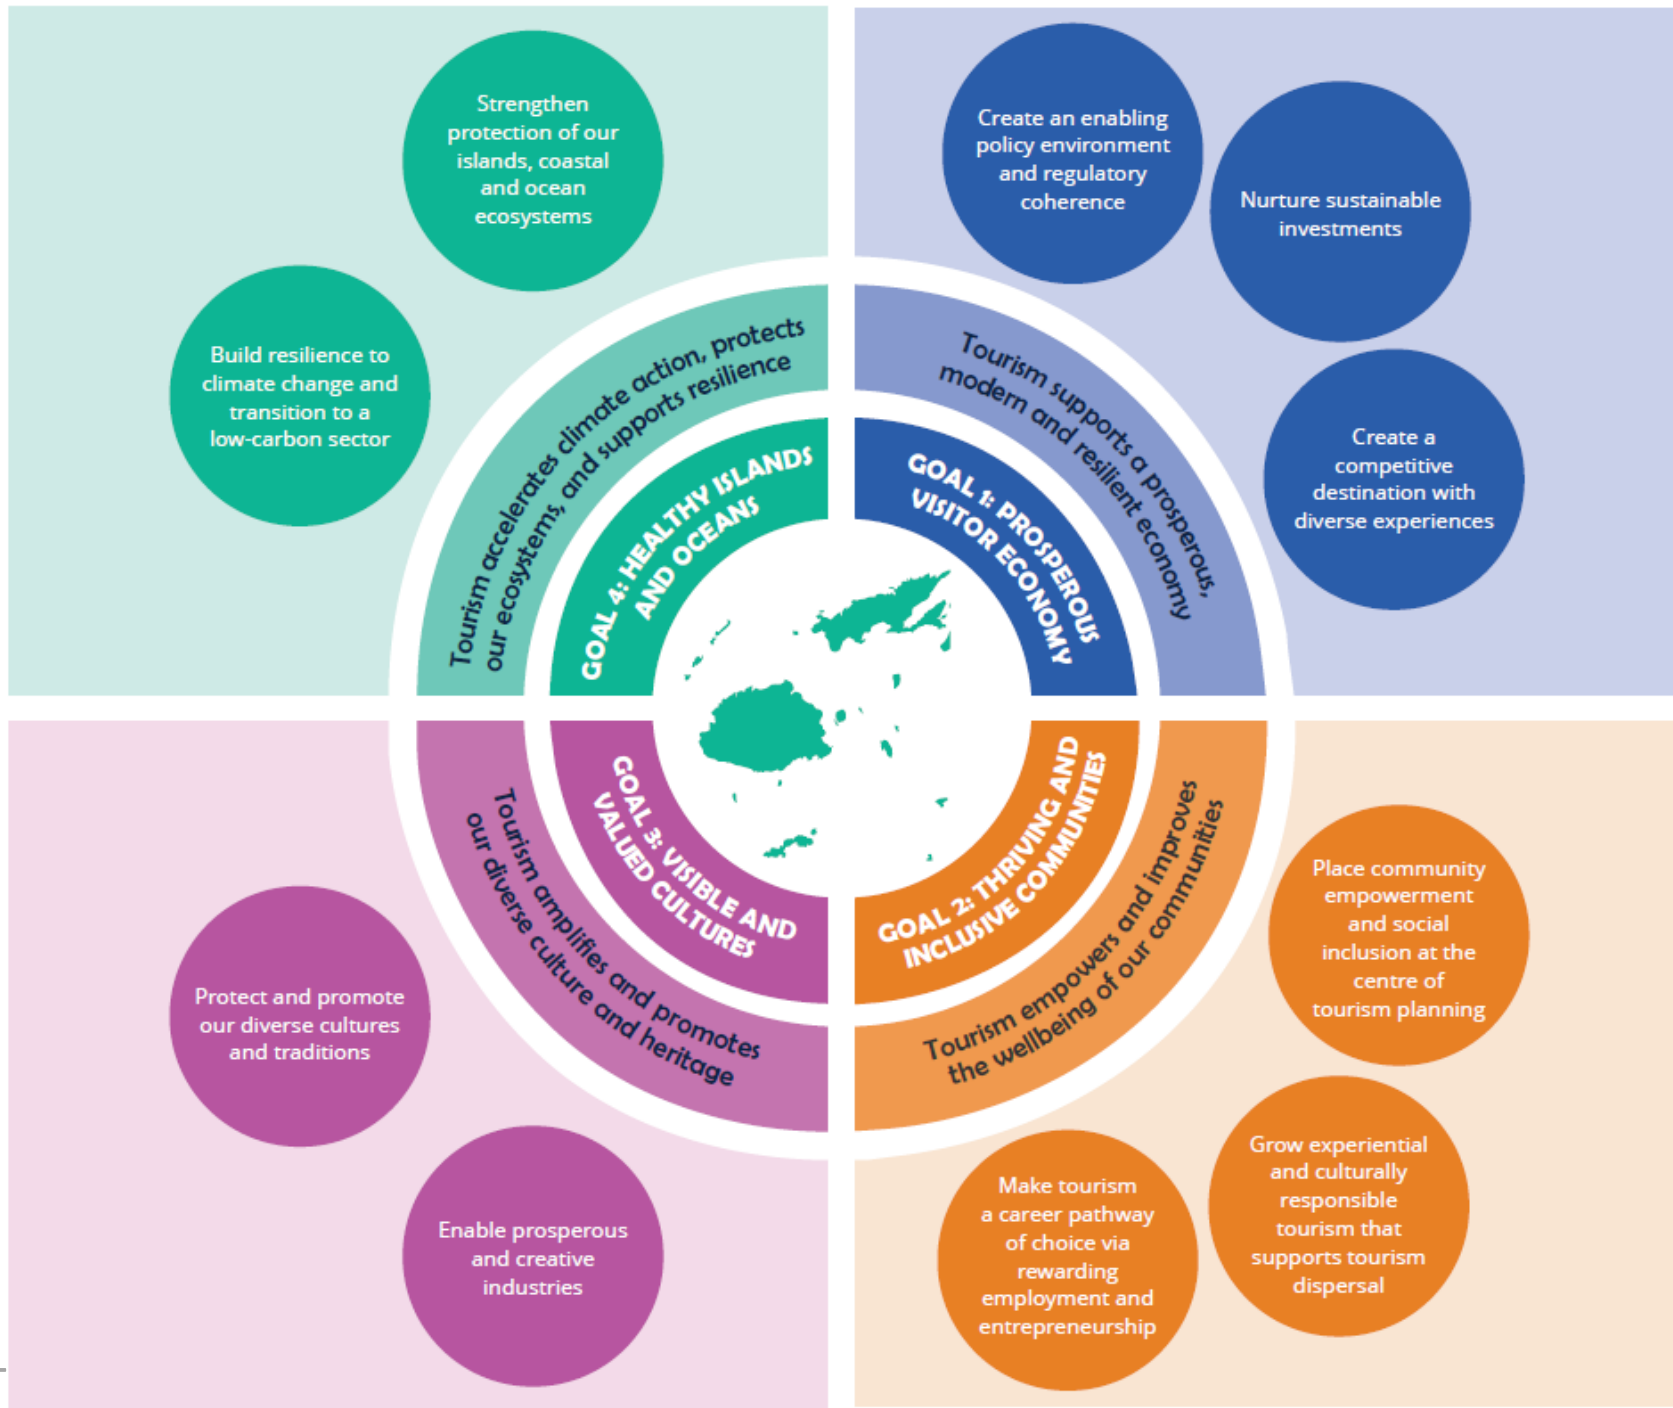 Strengthen
protection of our
islands, coastal
and ocean
ecosystems
Build resilience to
climate change and
transition to a
low-carbon sector
Tourism accelerates climate action, protects
our ecosystems, and supports resilience
GOAL 4: HEALTHY ISLANDS
AND OCEANS
Create an enabling
policy environment
and regulatory
coherence
Nurture sustainable
investments
Create a
competitive
destination with
diverse experiences
Tourism supports a prosperous,
modern and resilient economy
GOAL 1: PROSPEROUS
VISITOR ECONOMY
GOAL 3: VISIBLE AND
VALUED CULTURES
Tourism amplifies and promotes
our diverse culture and heritage
Protect and promote
our diverse cultures
and traditions
Enable prosperous
and creative
industries
GOAL 2: THRIVING AND
INCLUSIVE COMMUNITIES
Tourism empowers and improves
the wellbeing of our communities
Place community
empowerment
and social
inclusion at the
centre of
tourism planning
Grow experiential
and culturally
responsible
tourism that
supports tourism
dispersal
Make tourism
a career pathway
of choice via
rewarding
employment and
entrepreneurship